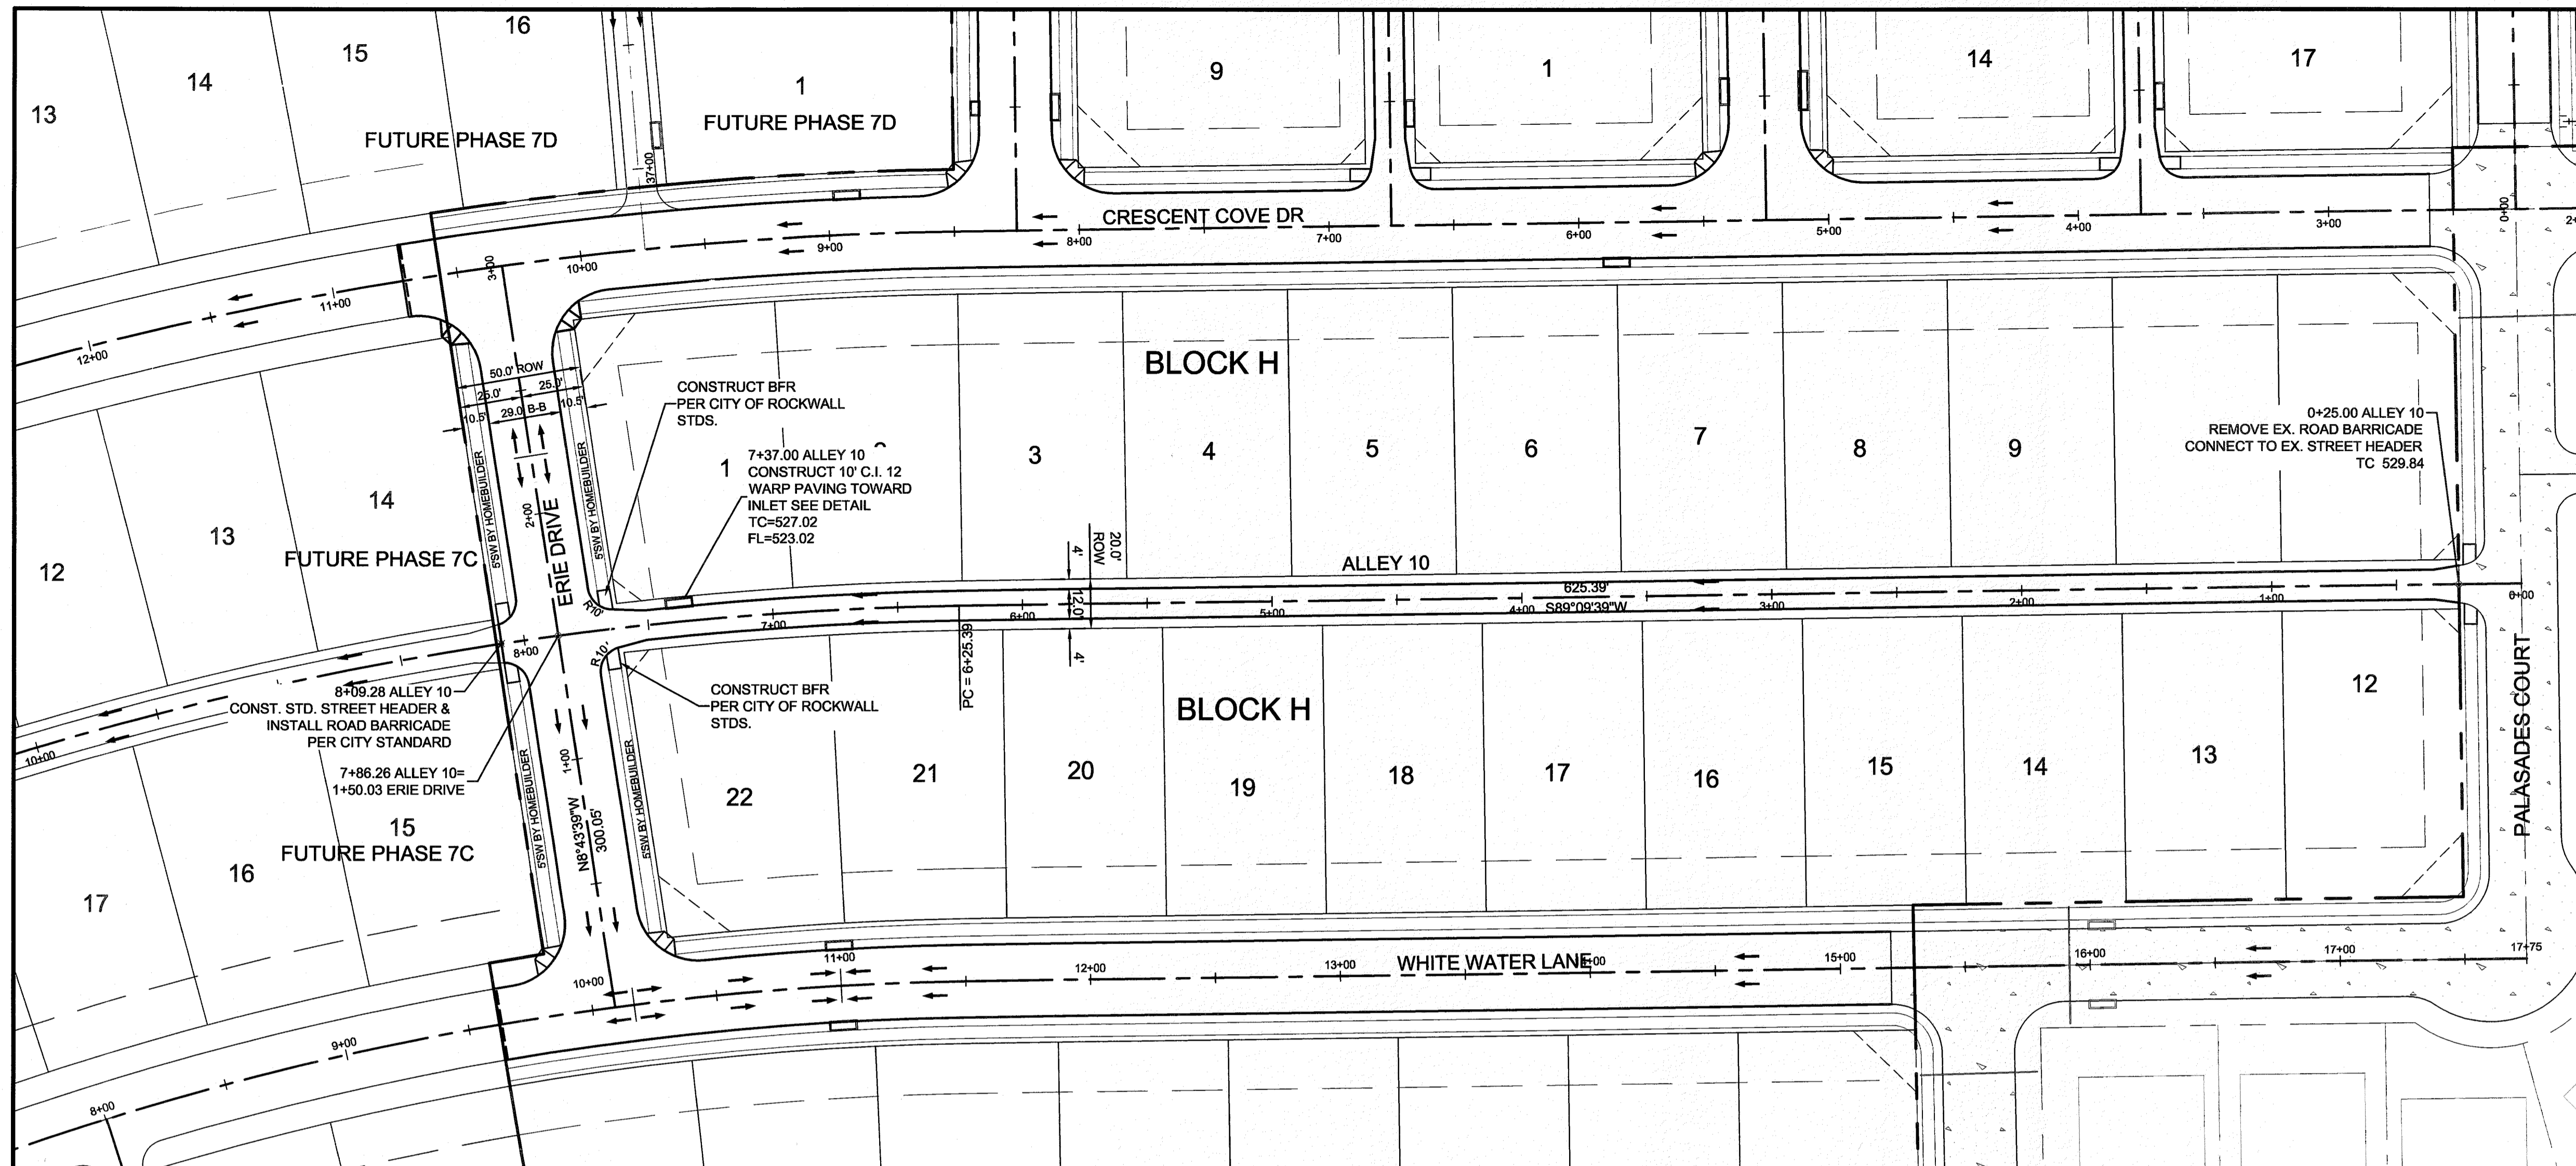 16
15
14
13
FUTURE PHASE 7D
1
FUTURE PHASE 7D
9
1
14
17
37+00
CRESCENT COVE DR
12+00
11+00
3+00
10+00
9+00
8+00
7+00
6+00
5+00
4+00
3+00
0+00
50.0' ROW
25.0'
25.0'
10.5'
29.0' B-B
10.5'
5'SW BY HOMEBUILDER
5'SW BY HOMEBUILDER
2+00
ERIE DRIVE
CONSTRUCT BFR
PER CITY OF ROCKWALL
STDS.
7+37.00 ALLEY 10
CONSTRUCT 10' C.I. 12
WARP PAVING TOWARD
INLET SEE DETAIL
TC=527.02
FL=523.02
BLOCK H
1
3
4
5
6
7
8
9
0+25.00 ALLEY 10
REMOVE EX. ROAD BARRICADE
CONNECT TO EX. STREET HEADER
TC 529.84
14
13
12
FUTURE PHASE 7C
4'
20.0'
ROW
12.0'
4'
ALLEY 10
625.39'
S89°09'39"W
R10'
R10'
10+00
8+00
7+00
6+00
5+00
4+00
3+00
2+00
1+00
0+00
PC = 6+25.39
8+09.28 ALLEY 10
CONST. STD. STREET HEADER &
INSTALL ROAD BARRICADE
PER CITY STANDARD
7+86.26 ALLEY 10=
1+50.03 ERIE DRIVE
CONSTRUCT BFR
PER CITY OF ROCKWALL
STDS.
BLOCK H
22
21
20
19
18
17
16
15
14
13
12
PALASADES COURT
15
FUTURE PHASE 7C
16
17
5'SW BY HOMEBUILDER
5'SW BY HOMEBUILDER
1+00
N8°43'39"W
300.05'
WHITE WATER LANE
8+00
9+00
10+00
11+00
12+00
13+00
15+00
16+00
17+00
17+75